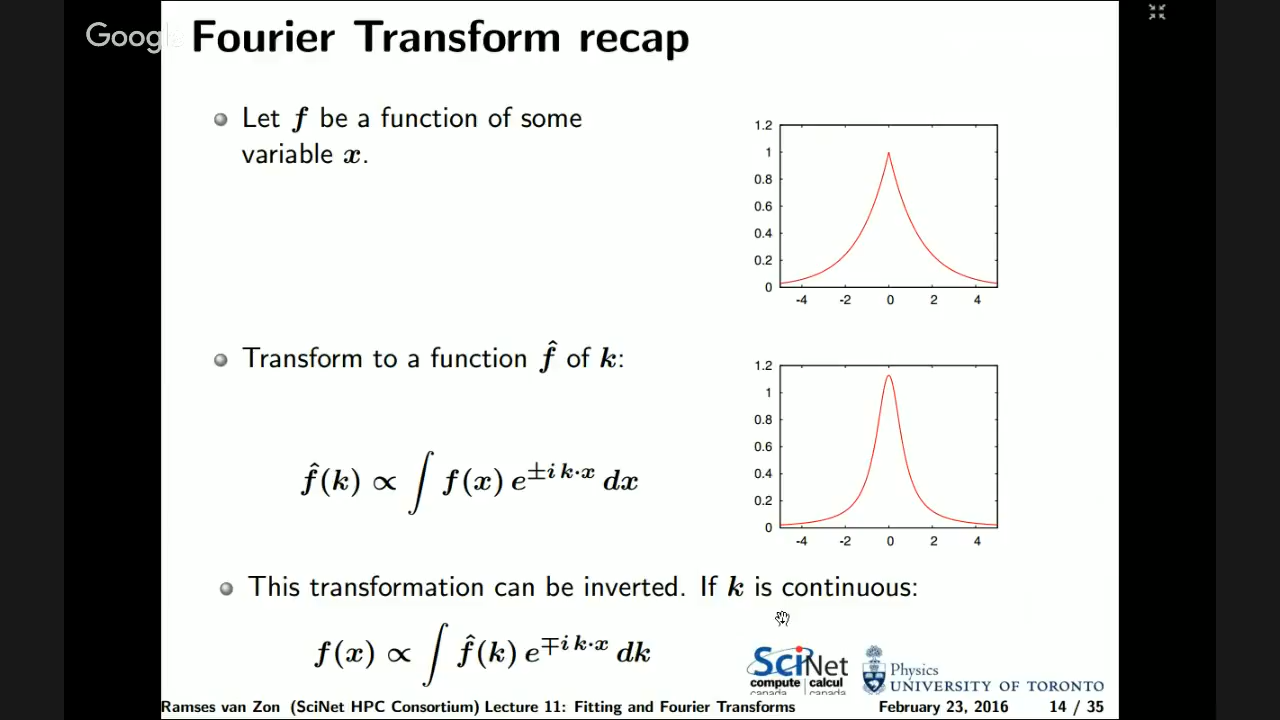 Google
Fourier Transform recap
Let f be a function of some
variable x.
1.2
1
0.8
0.6
0.4
0.2
0
-4 -2 0 2 4
Transform to a function f̂ of k:
f̂(k) ∝ ∫ f(x) e^{±i k·x} dx
1.2
1
0.8
0.6
0.4
0.2
0
-4 -2 0 2 4
This transformation can be inverted. If k is continuous:
f(x) ∝ ∫ f̂(k) e^{∓i k·x} dk
SciNet
compute calcul
canada canada
Physics
UNIVERSITY OF TORONTO
Ramses van Zon (SciNet HPC Consortium) Lecture 11: Fitting and Fourier Transforms February 23, 2016 14 / 35